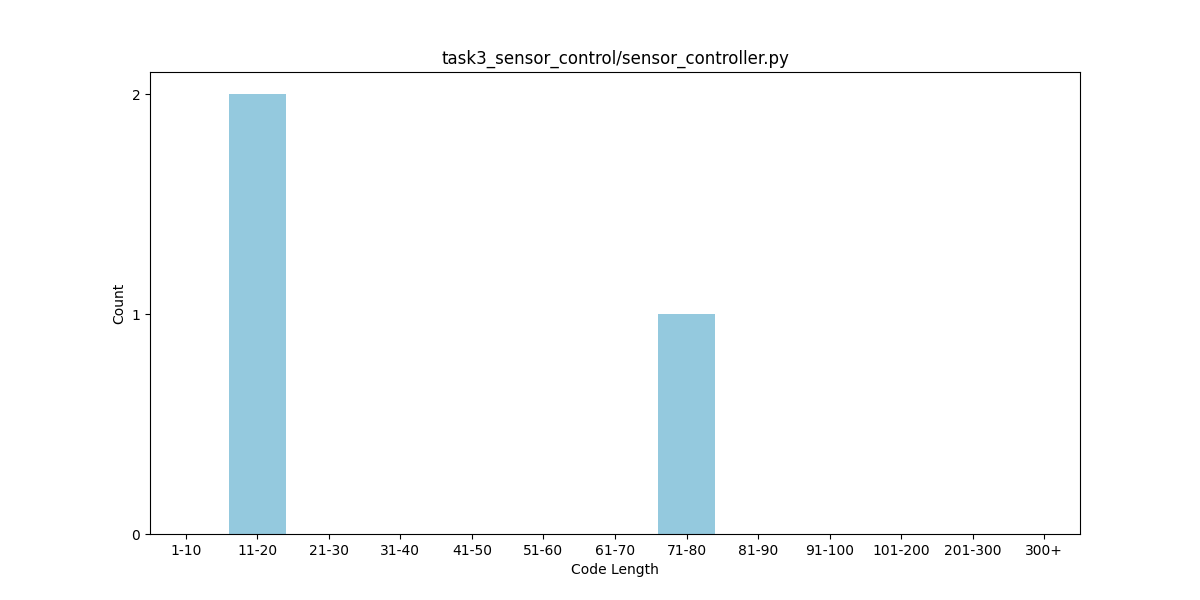 task3_sensor_control/sensor_controller.py
2
1
0
Count
1-10 11-20 21-30 31-40 41-50 51-60 61-70 71-80 81-90 91-100 101-200 201-300 300+
Code Length